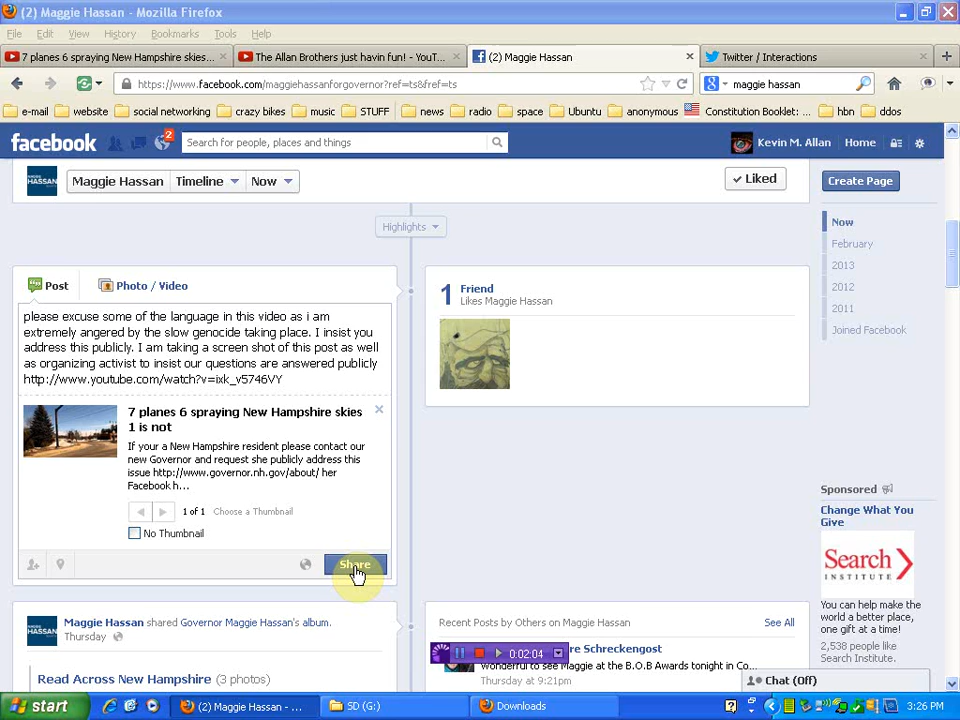 (2) Maggie Hassan - Mozilla Firefox
File Edit View History Bookmarks Tools Help
7 planes 6 spraying New Hampshire skies...
The Allan Brothers just havin fun! - YouT...
(2) Maggie Hassan
Twitter / Interactions
https://www.facebook.com/maggiehassanforgovernor?ref=ts&fref=ts
maggie hassan
e-mail website social networking crazy bikes music STUFF news radio space Ubuntu anonymous Constitution Booklet:... hbn ddos
facebook
2
Search for people, places and things
Kevin M. Allan Home
MAGGIE HASSAN
Maggie Hassan Timeline Now
Liked
Create Page
Highlights
Now
February
2013
2012
2011
Joined Facebook
Post Photo / Video
please excuse some of the language in this video as i am
extremely angered by the slow genocide taking place. I insist you
address this publicly. I am taking a screen shot of this post as well
as organizing activist to insist our questions are answered publicly
http://www.youtube.com/watch?v=ixk_v5746VY
7 planes 6 spraying New Hampshire skies
1 is not
If your a New Hampshire resident please contact our
new Governor and request she publicly address this
issue http://www.governor.nh.gov/about/ her
Facebook h...
1 of 1 Choose a Thumbnail
No Thumbnail
Share
1 Friend
Likes Maggie Hassan
Sponsored
Change What You
Give
Search
INSTITUTE
You can help make the
world a better place,
one gift at a time!
2,538 people like
Search Institute.
HASSAN
Maggie Hassan shared Governor Maggie Hassan's album.
Thursday
Read Across New Hampshire (3 photos)
Recent Posts by Others on Maggie Hassan See All
re Schreckengost
Wonderful to see Maggie at the B.O.B Awards tonight in Co...
Thursday at 9:21pm
0:02:04
Chat (Off)
start
(2) Maggie Hassan - ...
SD (G:)
Downloads
3:26 PM